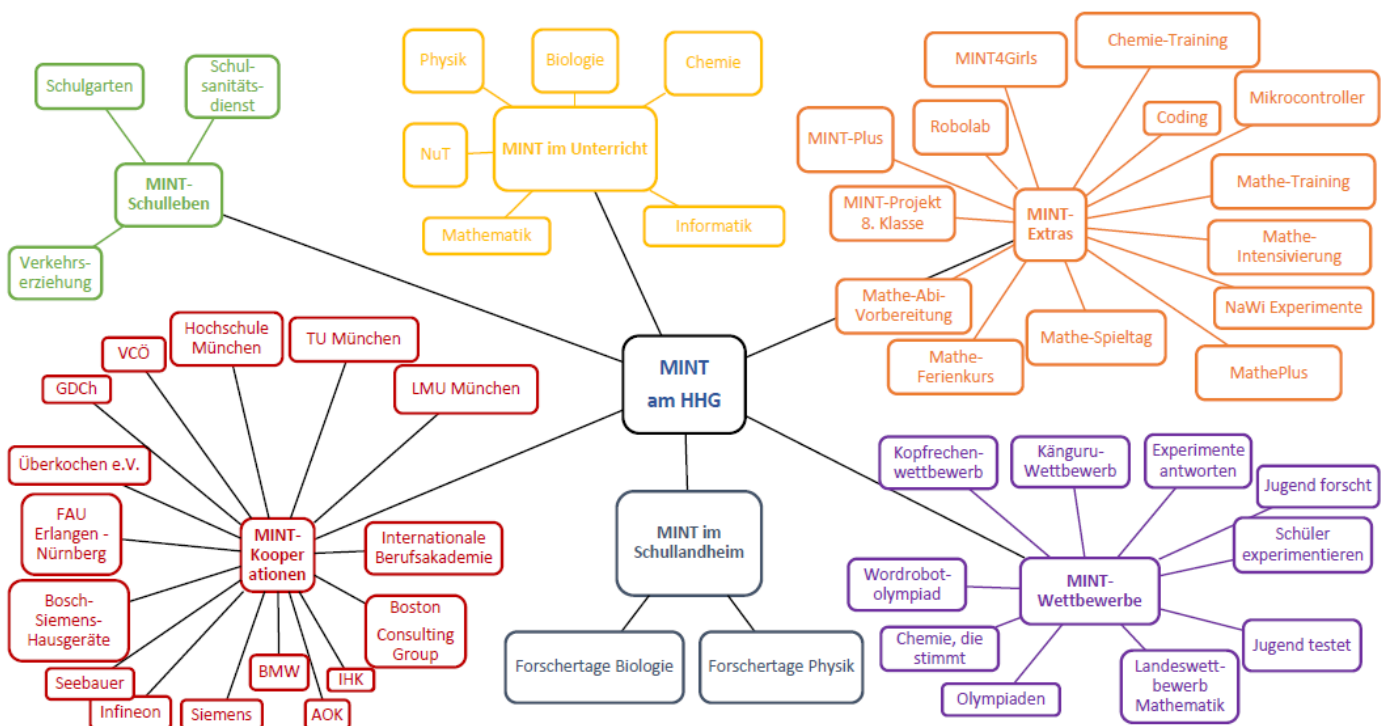 Schulgarten
Schul-
sanitäts-
dienst
MINT-
Schulleben
Verkehrs-
erziehung
Physik
Biologie
Chemie
NuT
MINT im Unterricht
Mathematik
Informatik
MINT4Girls
Chemie-Training
Mikrocontroller
Coding
Robolab
MINT-Plus
MINT-Projekt
8. Klasse
MINT-
Extras
Mathe-Training
Mathe-
Intensivierung
NaWi Experimente
Mathe-Abi-
Vorbereitung
Mathe-
Ferienkurs
Mathe-Spieltag
MathePlus
MINT
am HHG
Hochschule
München
TU München
VCÖ
GDCh
LMU München
Überkochen e.V.
FAU
Erlangen -
Nürnberg
MINT-
Kooper
ationen
Internationale
Berufsakademie
Bosch-
Siemens-
Hausgeräte
Boston
Consulting
Group
Seebauer
Infineon
Siemens
BMW
AOK
IHK
MINT im
Schullandheim
Forschertage Biologie
Forschertage Physik
Kopfrechen-
wettbewerb
Känguru-
Wettbewerb
Experimente
antworten
Jugend forscht
Schüler
experimentieren
Wordrobot-
olympiad
MINT-
Wettbewerbe
Chemie, die
stimmt
Olympiaden
Landeswett-
bewerb
Mathematik
Jugend testet